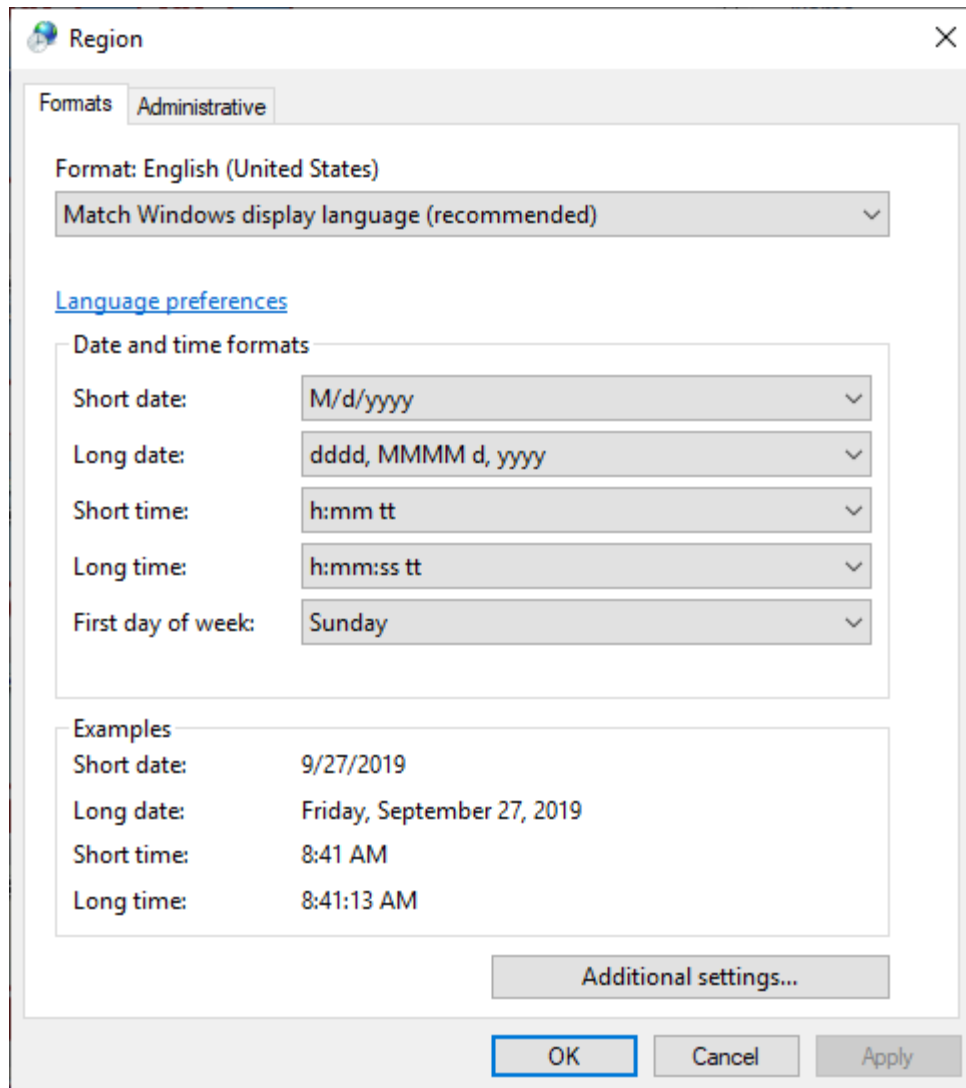 Region
Formats Administrative
Format: English (United States)
Match Windows display language (recommended)
Language preferences
Date and time formats
Short date: M/d/yyyy
Long date: dddd, MMMM d, yyyy
Short time: h:mm tt
Long time: h:mm:ss tt
First day of week: Sunday
Examples
Short date: 9/27/2019
Long date: Friday, September 27, 2019
Short time: 8:41 AM
Long time: 8:41:13 AM
Additional settings...
OK Cancel Apply